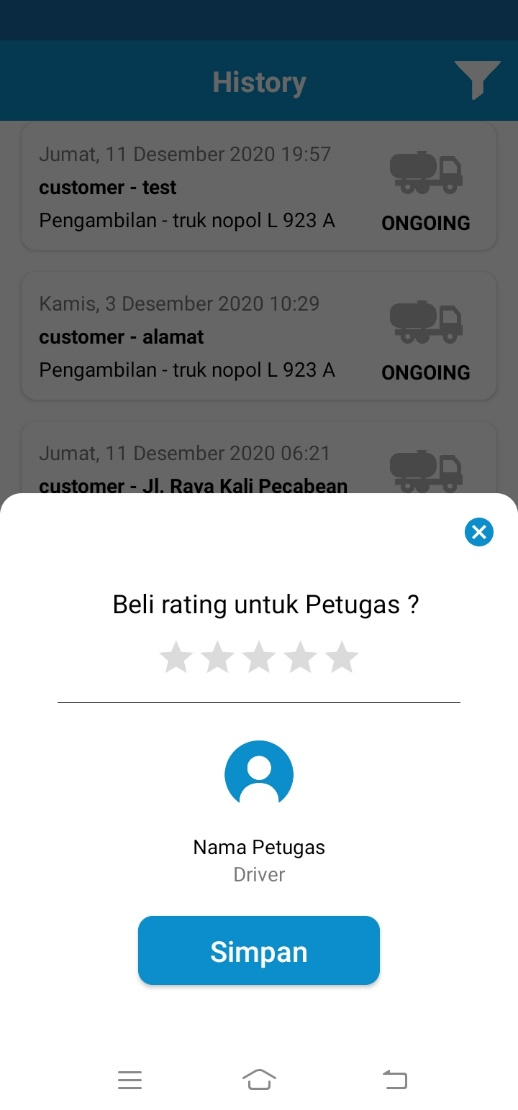 History
Jumat, 11 Desember 2020 19:57
customer - test
Pengambilan - truk nopol L 923 A
ONGOING
Kamis, 3 Desember 2020 10:29
customer - alamat
Pengambilan - truk nopol L 923 A
ONGOING
Jumat, 11 Desember 2020 06:21
customer - Jl. Raya Kali Pecabean
Beli rating untuk Petugas ?
Nama Petugas
Driver
Simpan